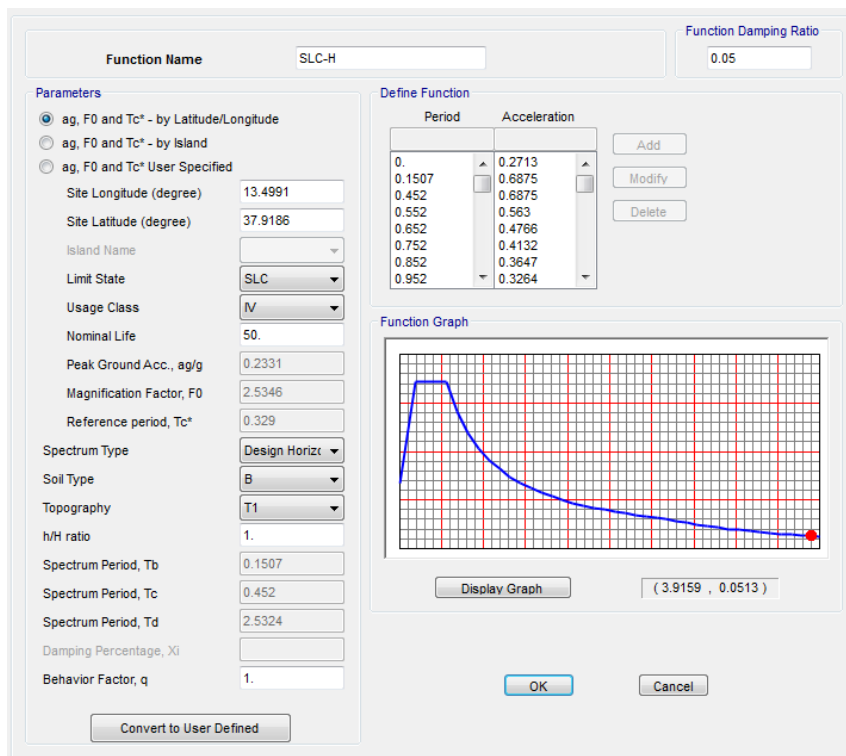 Function Damping Ratio
Function Name SLC-H 0.05
Parameters
ag, F0 and Tc* - by Latitude/Longitude
ag, F0 and Tc* - by Island
ag, F0 and Tc* User Specified
Site Longitude (degree) 13.4991
Site Latitude (degree) 37.9186
Island Name
Limit State SLC
Usage Class IV
Nominal Life 50.
Peak Ground Acc., ag/g 0.2331
Magnification Factor, F0 2.5346
Reference period, Tc* 0.329
Spectrum Type Design Horizc
Soil Type B
Topography T1
h/H ratio 1.
Spectrum Period, Tb 0.1507
Spectrum Period, Tc 0.452
Spectrum Period, Td 2.5324
Damping Percentage, Xi
Behavior Factor, q 1.
Convert to User Defined
Define Function
Period Acceleration
Add
0. 0.2713
0.1507 0.6875
Modify
0.452 0.6875
0.552 0.563
Delete
0.652 0.4766
0.752 0.4132
0.852 0.3647
0.952 0.3264
Function Graph
Display Graph ( 3.9159 , 0.0513 )
OK Cancel